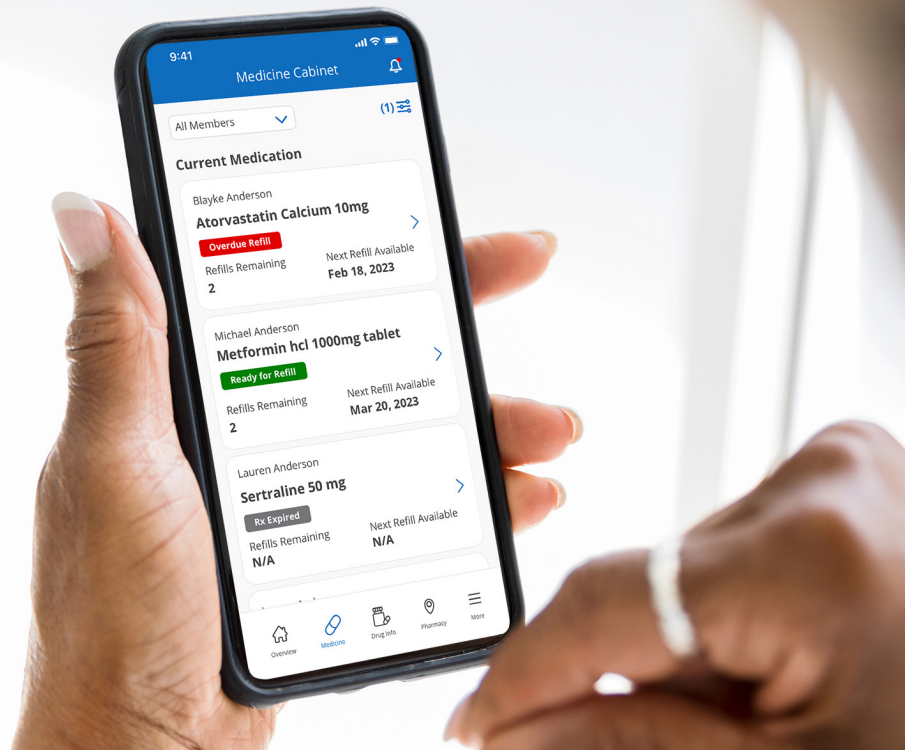 9:41
Medicine Cabinet
All Members
(1)
Current Medication
Blayke Anderson
Atorvastatin Calcium 10mg
Overdue Refill
Refills Remaining
2
Next Refill Available
Feb 18, 2023
Michael Anderson
Metformin hcl 1000mg tablet
Ready for Refill
Refills Remaining
2
Next Refill Available
Mar 20, 2023
Lauren Anderson
Sertraline 50 mg
Rx Expired
Refills Remaining
N/A
Next Refill Available
N/A
Overview
Medicine
Drug Info
Pharmacy
More